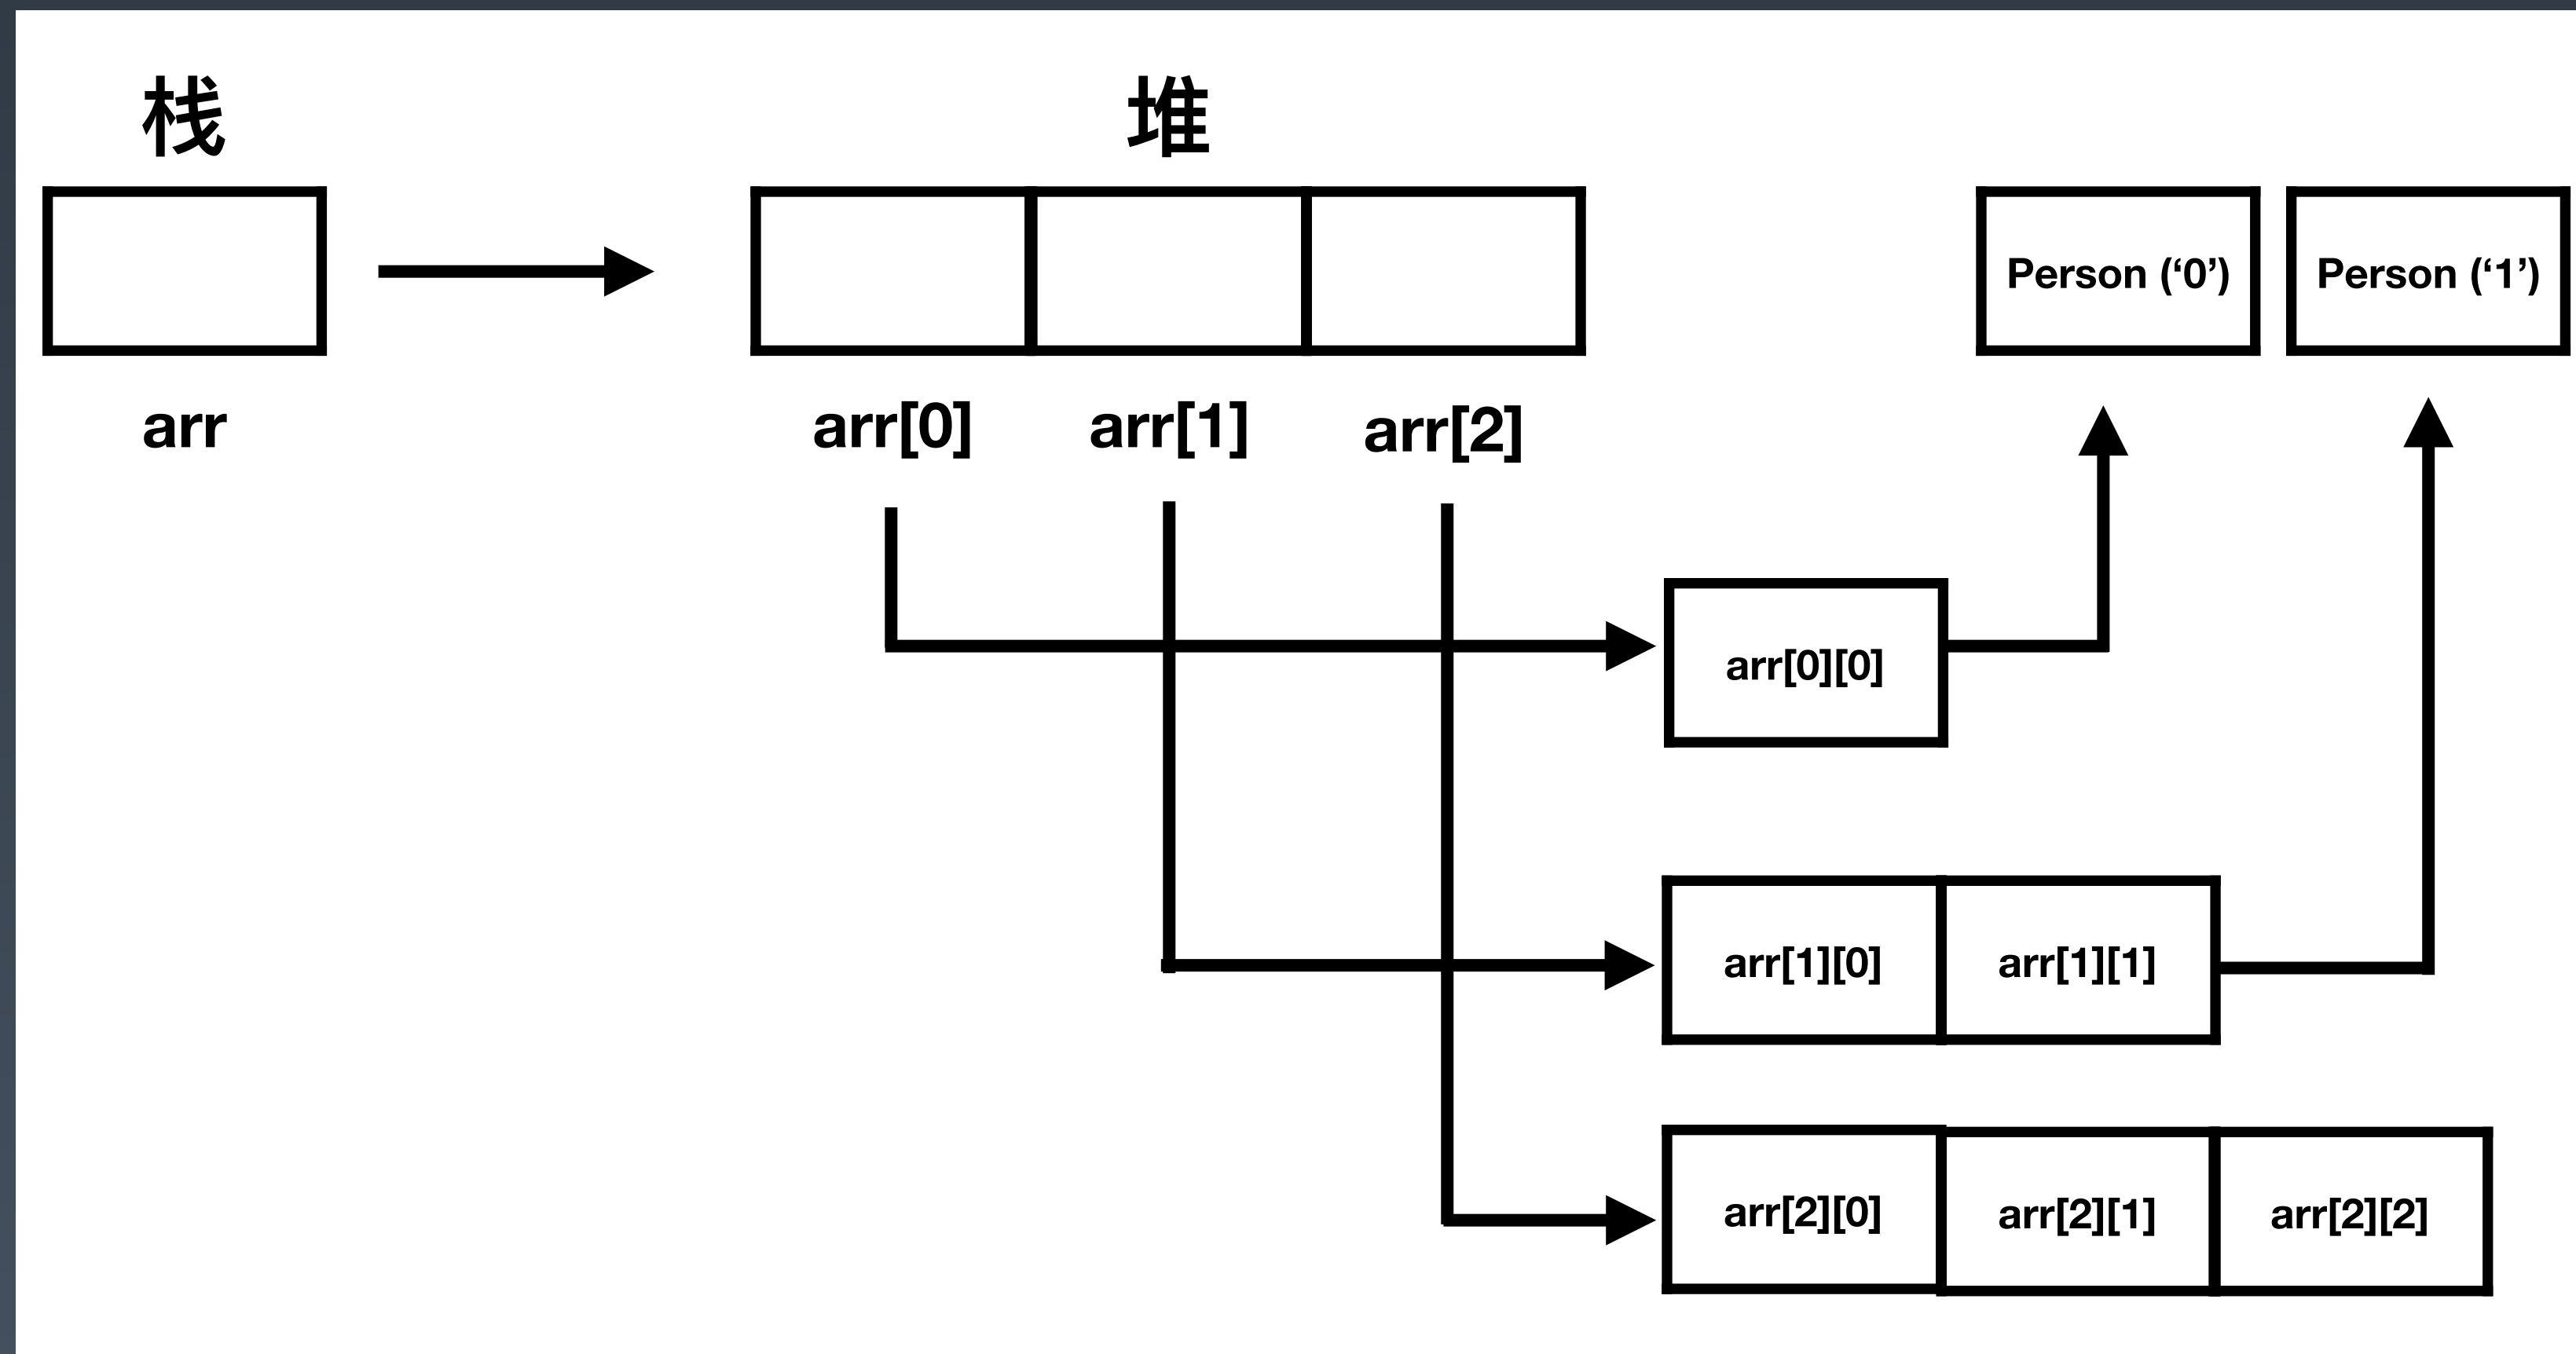 栈
堆
Person (‘0’)
Person (‘1’)
arr
arr[0]
arr[1]
arr[2]
arr[0][0]
arr[1][0]
arr[1][1]
arr[2][0]
arr[2][1]
arr[2][2]